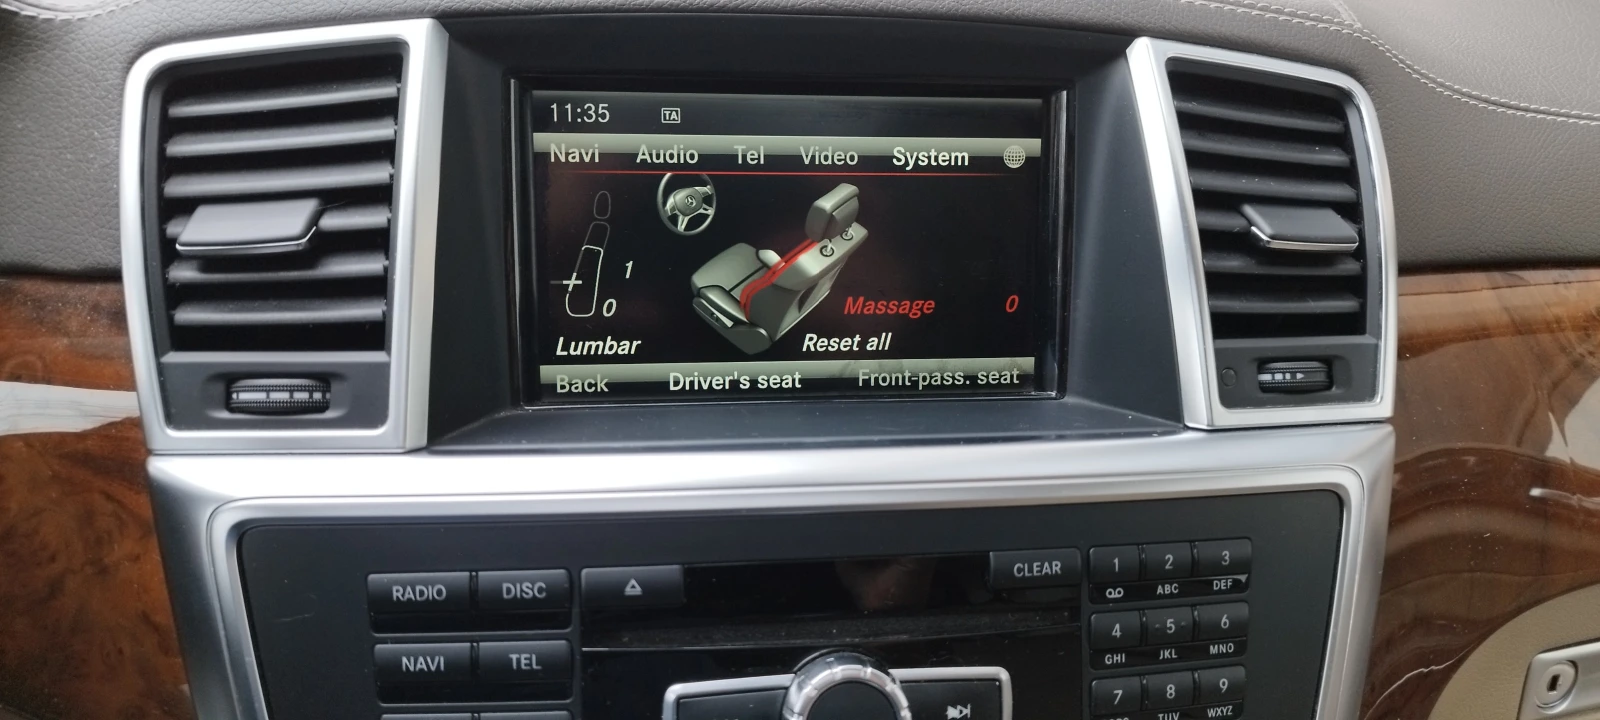 11:35 TA
Navi Audio Tel Video System
1
0
Massage 0
Lumbar Reset all
Back Driver's seat Front-pass. seat
RADIO DISC CLEAR 1 2 3
ABC DEF
NAVI TEL 4 5 6
GHI JKL MNO
7 8 9
WXYZ